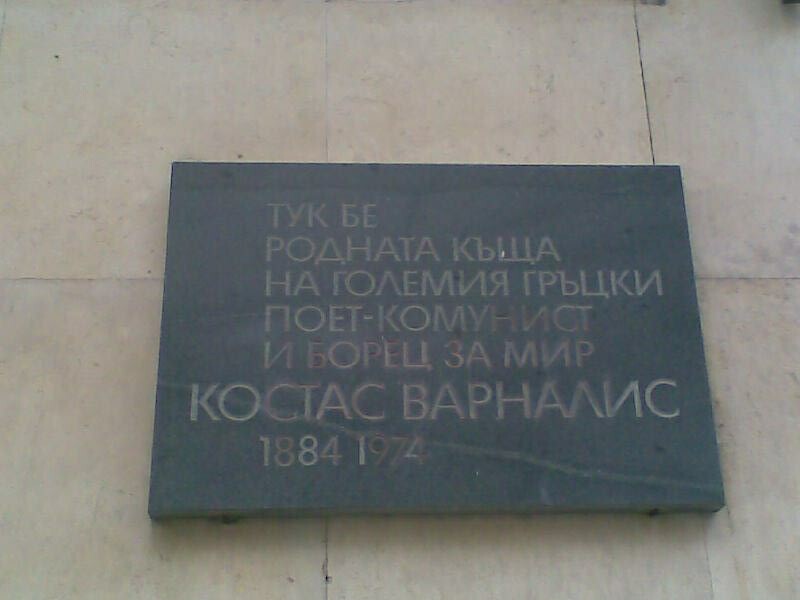 ТУК БЕ
РОДНАТА КЪЩА
НА ГОЛЕМИЯ ГРЪЦКИ
ПОЕТ-КОМУНИСТ
И БОРЕЦ ЗА МИР
КОСТАС ВАРНАЛИС
1884 1974